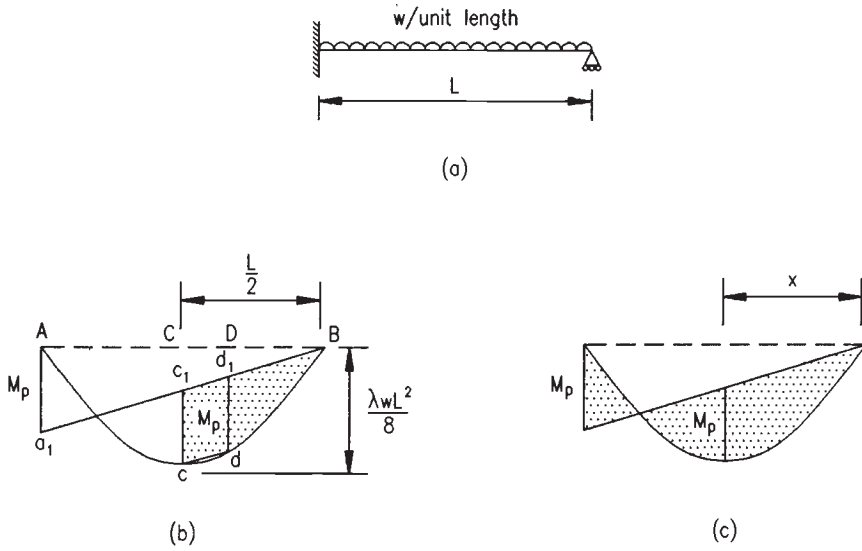 w/unit length
L
(a)
L
2
x
A
C
D
B
d₁
c₁
Mp
Mp
a₁
λwL²
8
c
d
Mp
Mp
(b)
(c)